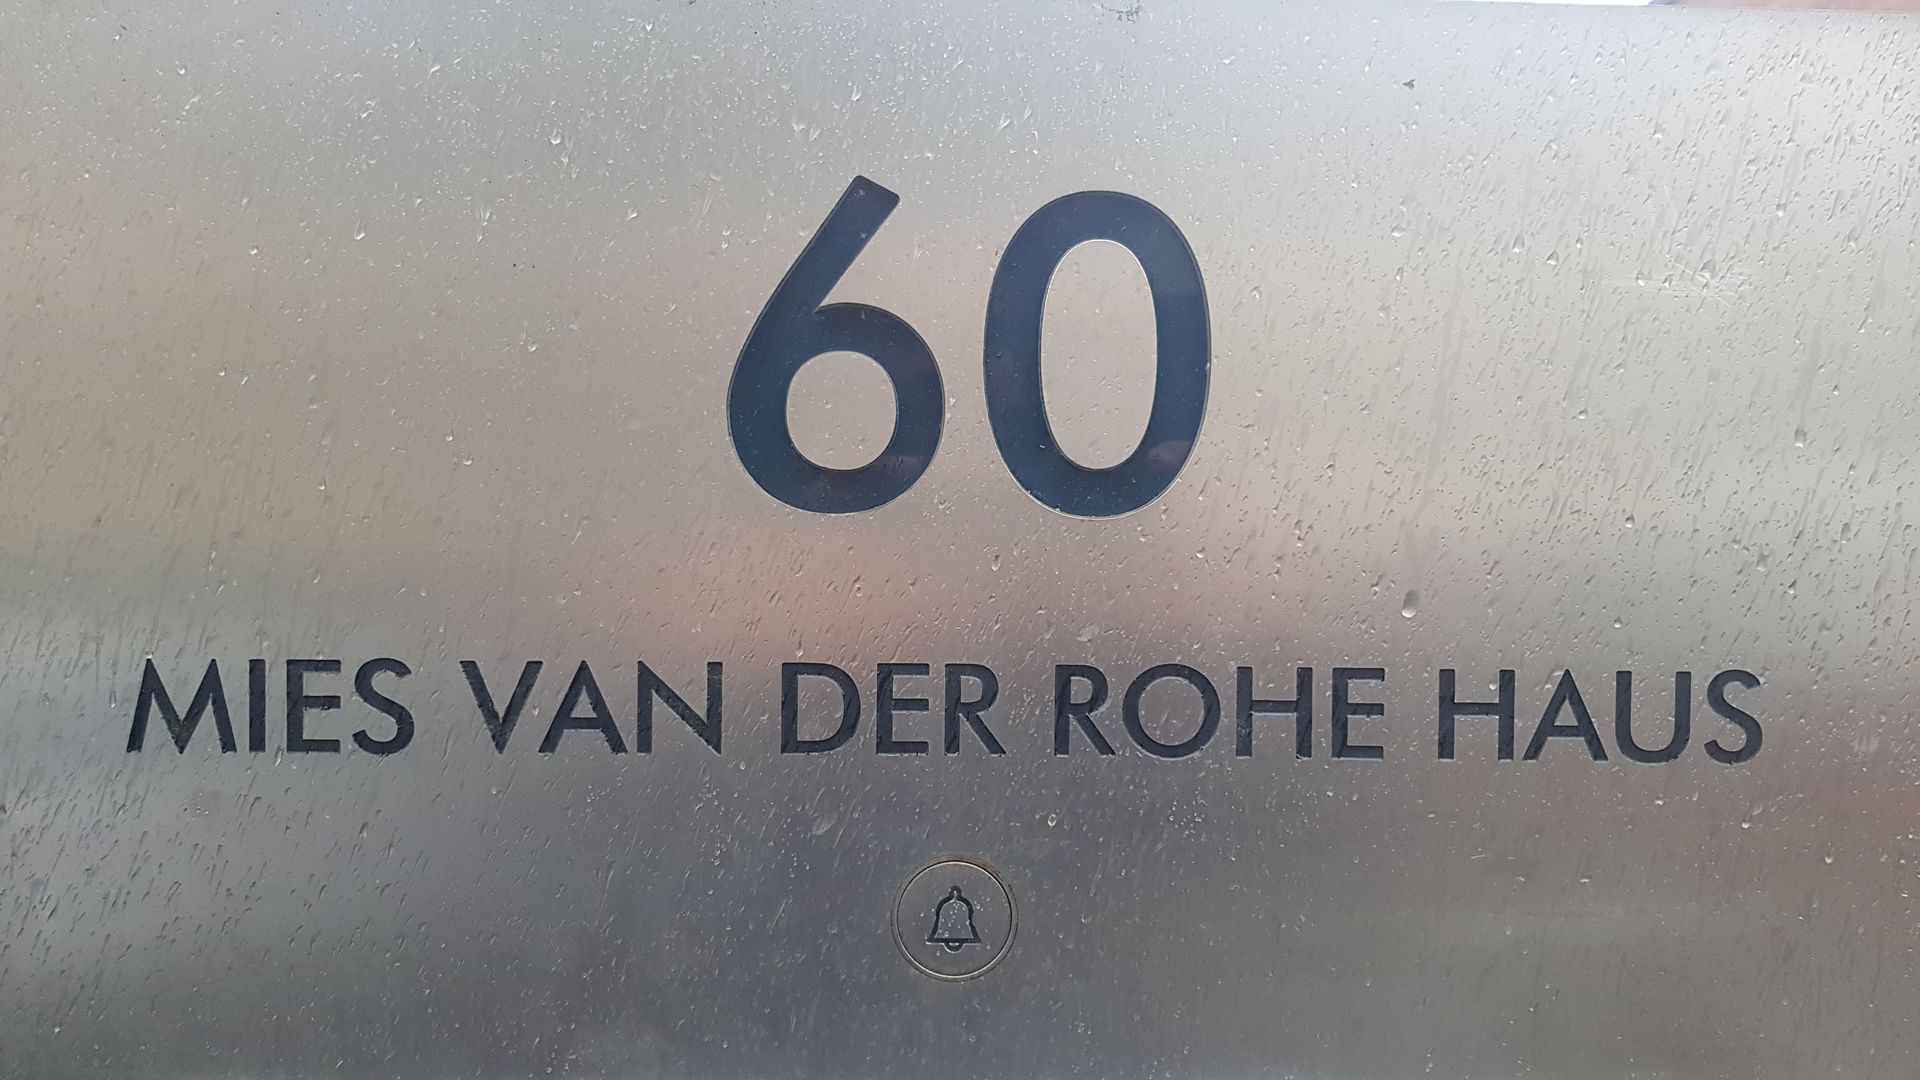 60
MIES VAN DER ROHE HAUS